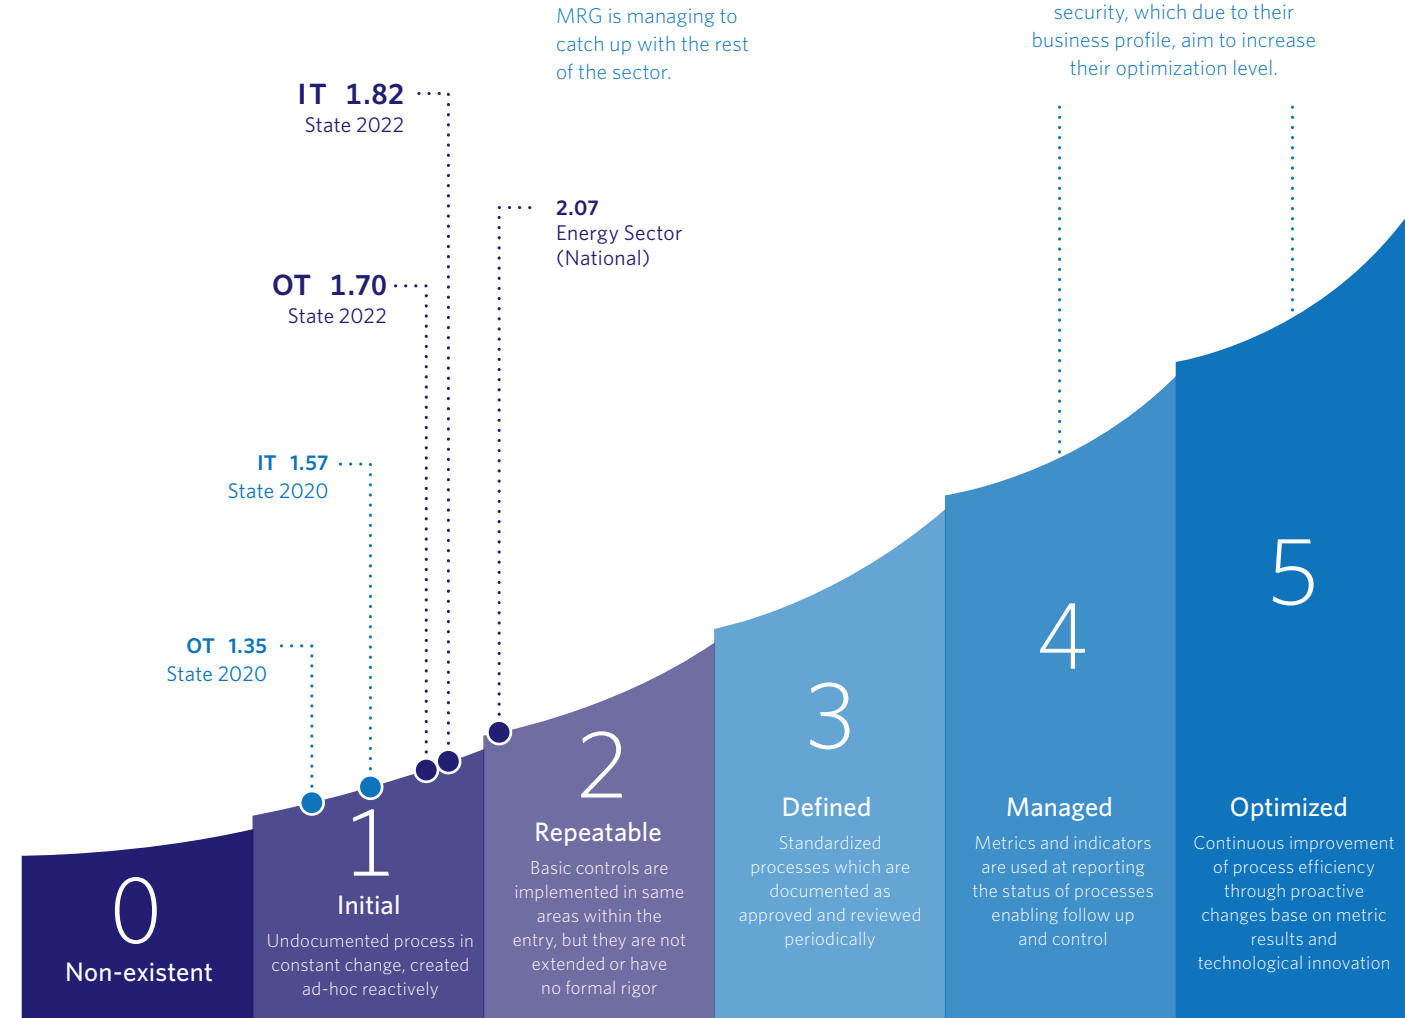 MRG is managing to
catch up with the rest
of the sector.
security, which due to their
business profile, aim to increase
their optimization level.
IT 1.82
State 2022
2.07
Energy Sector
(National)
OT 1.70
State 2022
IT 1.57
State 2020
OT 1.35
State 2020
0
Non-existent
1
Initial
Undocumented process in
constant change, created
ad-hoc reactively
2
Repeatable
Basic controls are
implemented in same
areas within the
entry, but they are not
extended or have
no formal rigor
3
Defined
Standardized
processes which are
documented as
approved and reviewed
periodically
4
Managed
Metrics and indicators
are used at reporting
the status of processes
enabling follow up
and control
5
Optimized
Continuous improvement
of process efficiency
through proactive
changes base on metric
results and
technological innovation